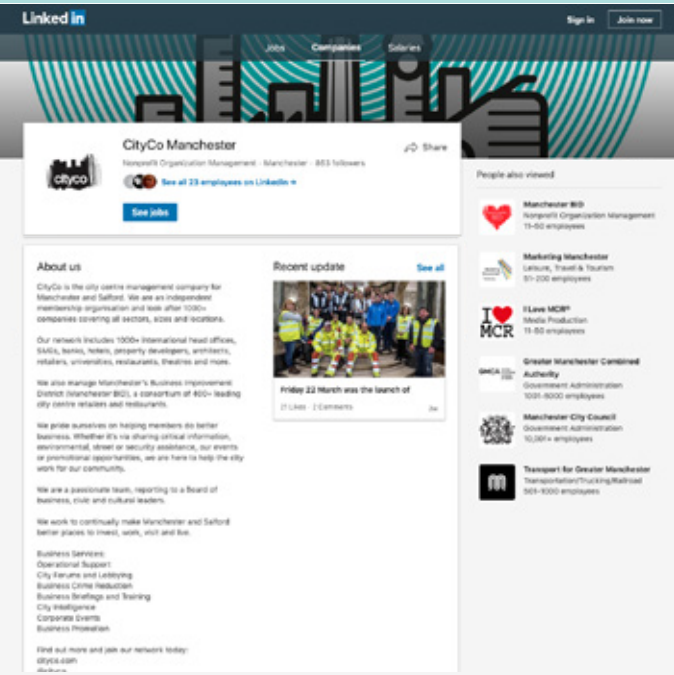 Linked in
Sign in
Join now
Jobs
Companies
Salaries
CityCo Manchester
Share
Nonprofit Organization Management · Manchester · 853 followers
cityco
See all 23 employees on LinkedIn
See jobs
About us
CityCo is the city centre management company for
Manchester and Salford. We are an independent
membership organisation and look after 1000+
companies covering all sectors, sizes and locations.
Our network includes 1000+ international head offices,
SMEs, banks, hotels, property developers, architects,
retailers, universities, restaurants, theatres and more.
We also manage Manchester's Business Improvement
District (Manchester BID), a consortium of 400+ leading
city centre retailers and restaurants.
We pride ourselves on helping members do better
business. Whether it's via sharing critical information,
environmental, street or security assistance, our events
or promotional opportunities, we are here to help the city
work for our community.
We are a passionate team, reporting to a Board of
business, civic and cultural leaders.
We work to continually make Manchester and Salford
better places to invest, work, visit and live.
Business Services:
Operational Support
City Forums and Lobbying
Business Crime Reduction
Business Briefings and Training
City Intelligence
Corporate Events
Business Promotion
Find out more and join our network today:
cityco.com
Recent update
See all
Friday 22 March was the launch of
21 Likes · 2 Comments
People also viewed
Manchester BID
Nonprofit Organization Management
11-50 employees
Marketing Manchester
Leisure, Travel & Tourism
51-200 employees
I
MCR
I Love MCR®
Media Production
11-50 employees
GMCA
Greater Manchester Combined
Authority
Government Administration
1001-5000 employees
Manchester City Council
Government Administration
10,001+ employees
Transport for Greater Manchester
Transportation/Trucking/Railroad
501-1000 employees